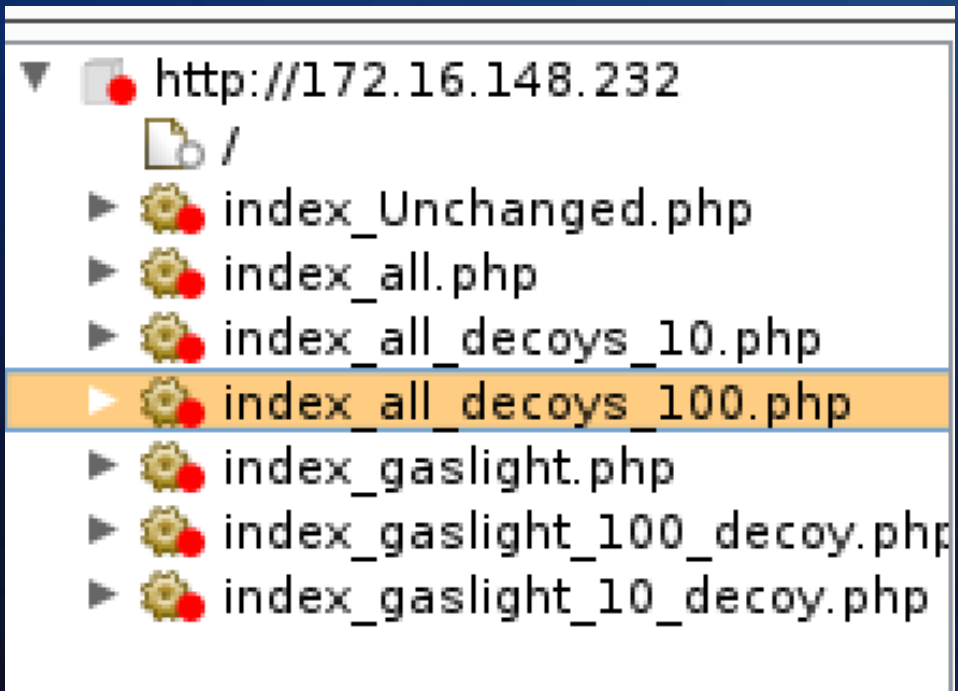 http://172.16.148.232
/
index_Unchanged.php
index_all.php
index_all_decoys_10.php
index_all_decoys_100.php
index_gaslight.php
index_gaslight_100_decoy.php
index_gaslight_10_decoy.php